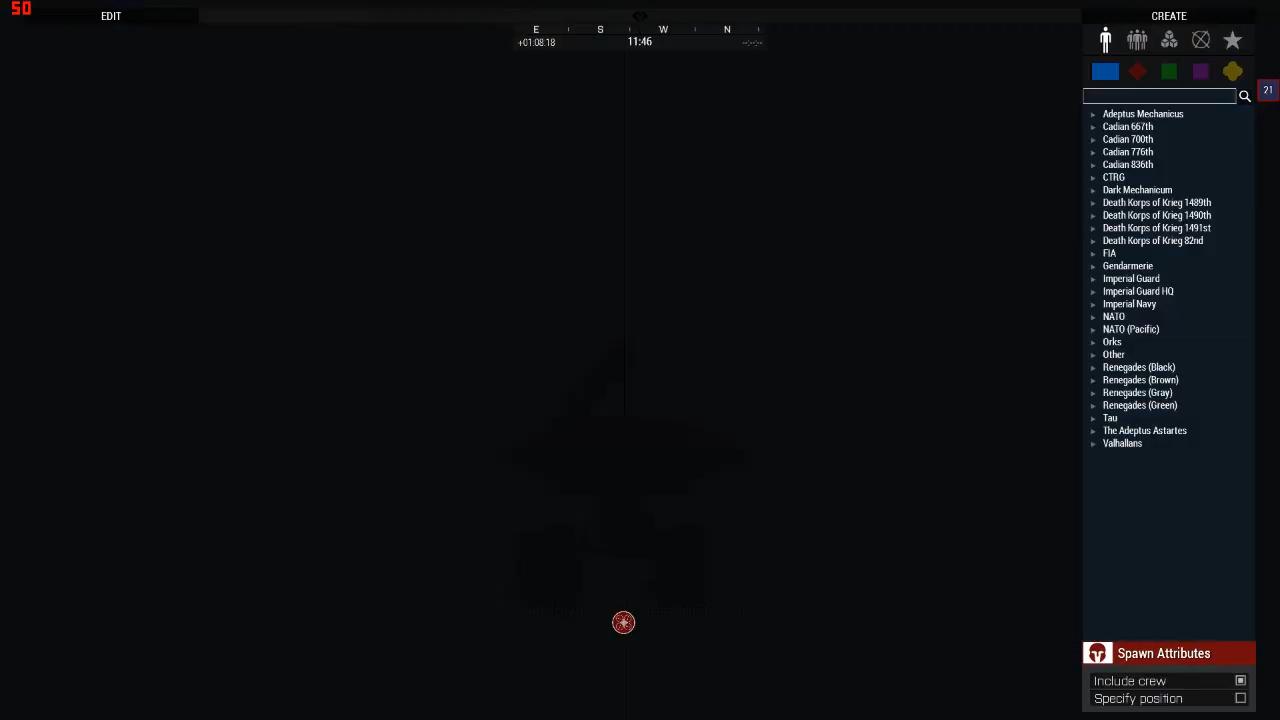 50
EDIT
CREATE
E S W N
+01:08.18 11:46 --:--:--
21
Adeptus Mechanicus
Cadian 667th
Cadian 700th
Cadian 776th
Cadian 836th
CTRG
Dark Mechanicum
Death Korps of Krieg 1489th
Death Korps of Krieg 1490th
Death Korps of Krieg 1491st
Death Korps of Krieg 82nd
FIA
Gendarmerie
Imperial Guard
Imperial Guard HQ
Imperial Navy
NATO
NATO (Pacific)
Orks
Other
Renegades (Black)
Renegades (Brown)
Renegades (Gray)
Renegades (Green)
Tau
The Adeptus Astartes
Valhallans
Spawn Attributes
Include crew
Specify position